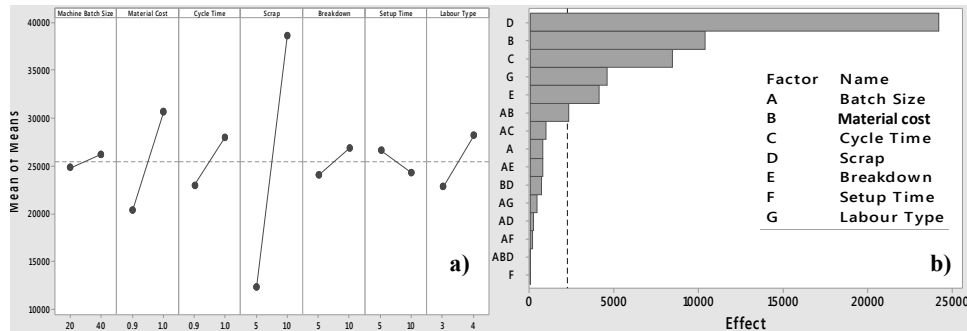 Machine Batch Size Material Cost Cycle Time Scrap Breakdown Setup Time Labour Type
40000
35000
30000
25000
20000
15000
10000
Mean of Means
20 40 0.9 1.0 0.9 1.0 5 10 5 10 5 10 3 4
a)
D
B
C
G
E
AB
AC
A
AE
BD
AG
AD
AF
ABD
F
Factor Name
A Batch Size
B Material cost
C Cycle Time
D Scrap
E Breakdown
F Setup Time
G Labour Type
b)
0 5000 10000 15000 20000 25000
Effect